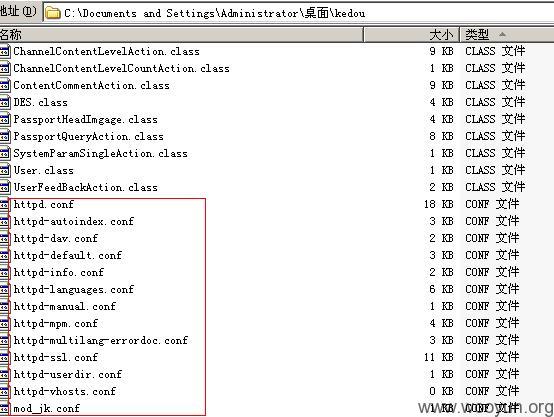 地址(D) C:\Documents and Settings\Administrator\桌面\kedou
名称 大小 类型
ChannelContentLevelAction.class 9 KB CLASS 文件
ChannelContentLevelCountAction.class 1 KB CLASS 文件
ContentCommentAction.class 9 KB CLASS 文件
DES.class 4 KB CLASS 文件
PassportHeadImgage.class 4 KB CLASS 文件
PassportQueryAction.class 8 KB CLASS 文件
SystemParamSingleAction.class 1 KB CLASS 文件
User.class 1 KB CLASS 文件
UserFeedBackAction.class 2 KB CLASS 文件
httpd.conf 18 KB CONF 文件
httpd-autoindex.conf 3 KB CONF 文件
httpd-dav.conf 2 KB CONF 文件
httpd-default.conf 3 KB CONF 文件
httpd-info.conf 2 KB CONF 文件
httpd-languages.conf 6 KB CONF 文件
httpd-manual.conf 1 KB CONF 文件
httpd-mpm.conf 4 KB CONF 文件
httpd-multilang-errordoc.conf 3 KB CONF 文件
httpd-ssl.conf 11 KB CONF 文件
httpd-userdir.conf 1 KB CONF 文件
httpd-vhosts.conf 0 KB CONF 文件
mod_jk.conf 1 KB CONF 文件
www.wooyun.org